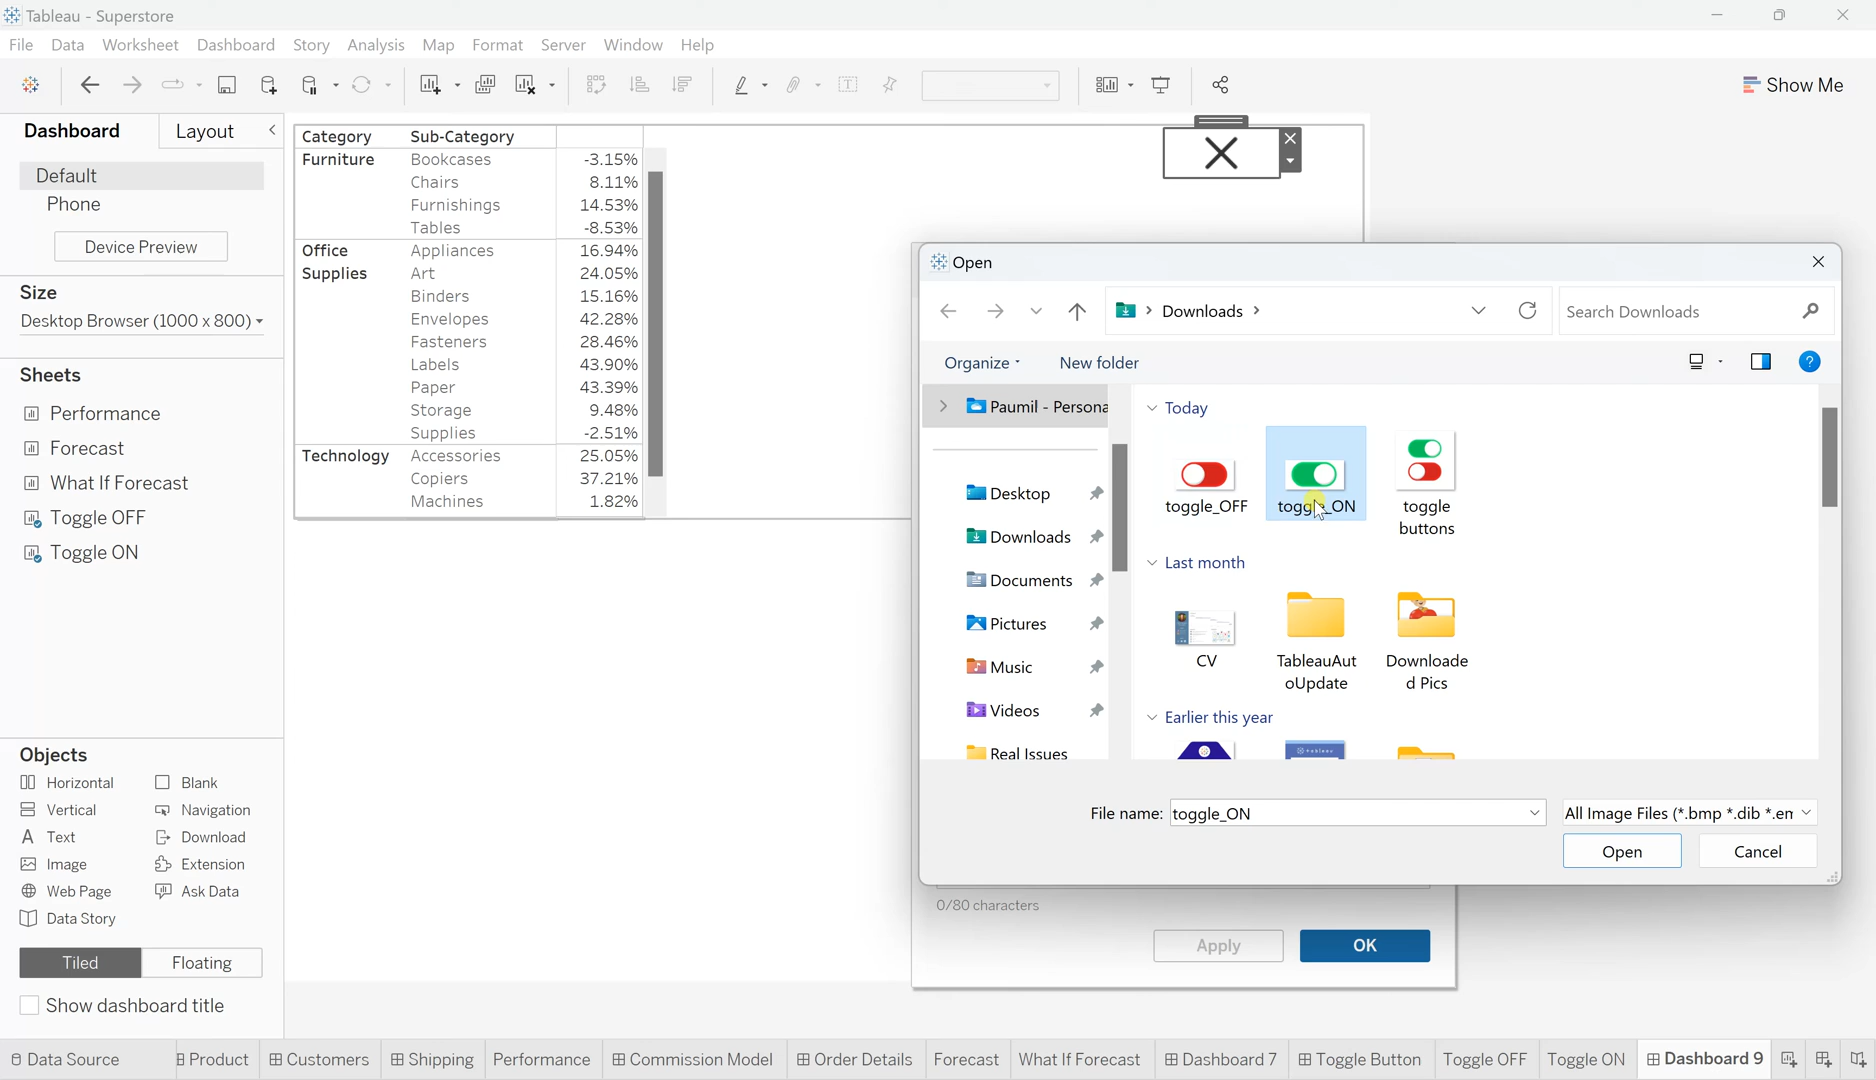 Tableau - Superstore
File Data Worksheet Dashboard Story Analysis Map Format Server Window Help
Show Me
Dashboard Layout
Default
Phone
Device Preview
Size
Desktop Browser (1000 x 800)
Sheets
Performance
Forecast
What If Forecast
Toggle OFF
Toggle ON
Objects
Horizontal Blank
Vertical Navigation
Text Download
Image Extension
Web Page Ask Data
Data Story
Tiled Floating
Show dashboard title
Category Sub-Category
Furniture Bookcases -3.15%
Chairs 8.11%
Furnishings 14.53%
Tables -8.53%
Office Appliances 16.94%
Supplies Art 24.05%
Binders 15.16%
Envelopes 42.28%
Fasteners 28.46%
Labels 43.90%
Paper 43.39%
Storage 9.48%
Supplies -2.51%
Technology Accessories 25.05%
Copiers 37.21%
Machines 1.82%
Open
Downloads
Search Downloads
Organize New folder
Paumil - Persona
Desktop
Downloads
Documents
Pictures
Music
Videos
Real Issues
Today
toggle_OFF toggle_ON toggle
buttons
Last month
CV TableauAut Downloade
oUpdate d Pics
Earlier this year
File name: toggle_ON All Image Files (*.bmp *.dib *.en
Open Cancel
0/80 characters
Apply OK
Data Source Product Customers Shipping Performance Commission Model Order Details Forecast What If Forecast Dashboard 7 Toggle Button Toggle OFF Toggle ON Dashboard 9